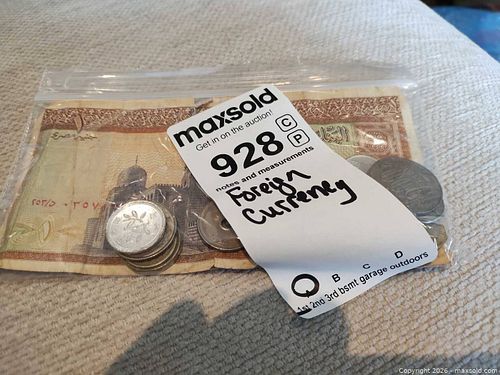 maxsold
Get in on the auction!
928
C
P
notes and measurements
Foreign
Currency
B C D
1st 2nd 3rd bsmt garage outdoors
Copyright 2026 - maxsold.com